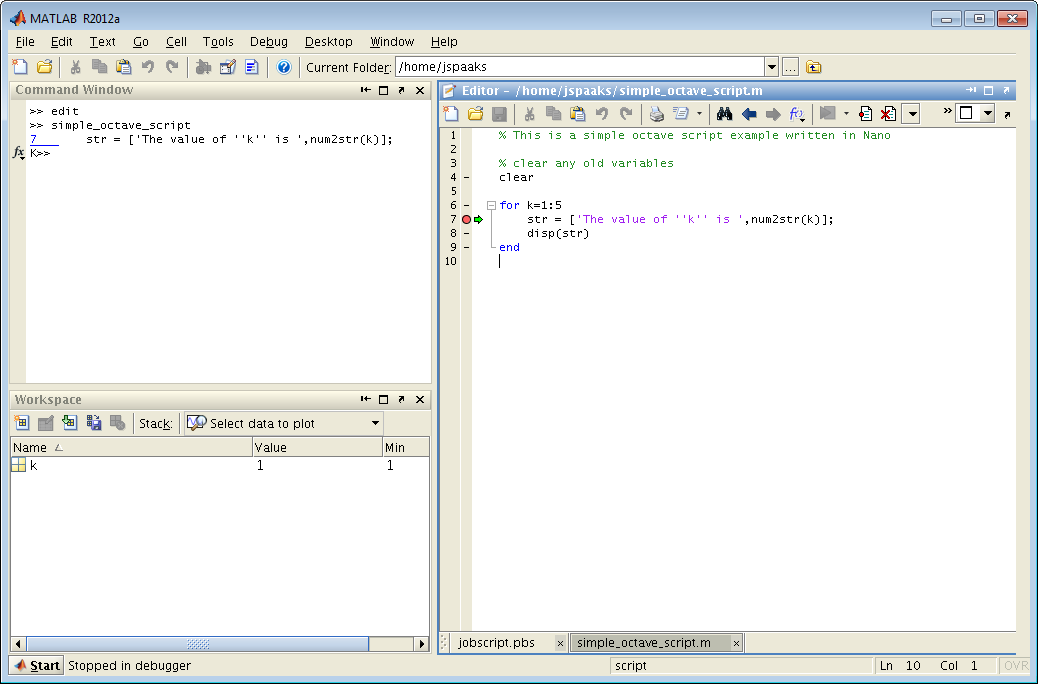 MATLAB R2012a
File Edit Text Go Cell Tools Debug Desktop Window Help
Current Folder: /home/jspaaks ...
Command Window
>> edit
>> simple_octave_script
7 str = ['The value of ''k'' is ',num2str(k)];
fx K>>
Workspace
Stack: Select data to plot
Name Value Min
k 1 1
Editor - /home/jspaaks/simple_octave_script.m
fx »
1 % This is a simple octave script example written in Nano
2
3 % clear any old variables
4 - clear
5
6 - for k=1:5
7 str = ['The value of ''k'' is ',num2str(k)];
8 - disp(str)
9 - end
10
jobscript.pbs × simple_octave_script.m ×
Start Stopped in debugger script Ln 10 Col 1 OVR